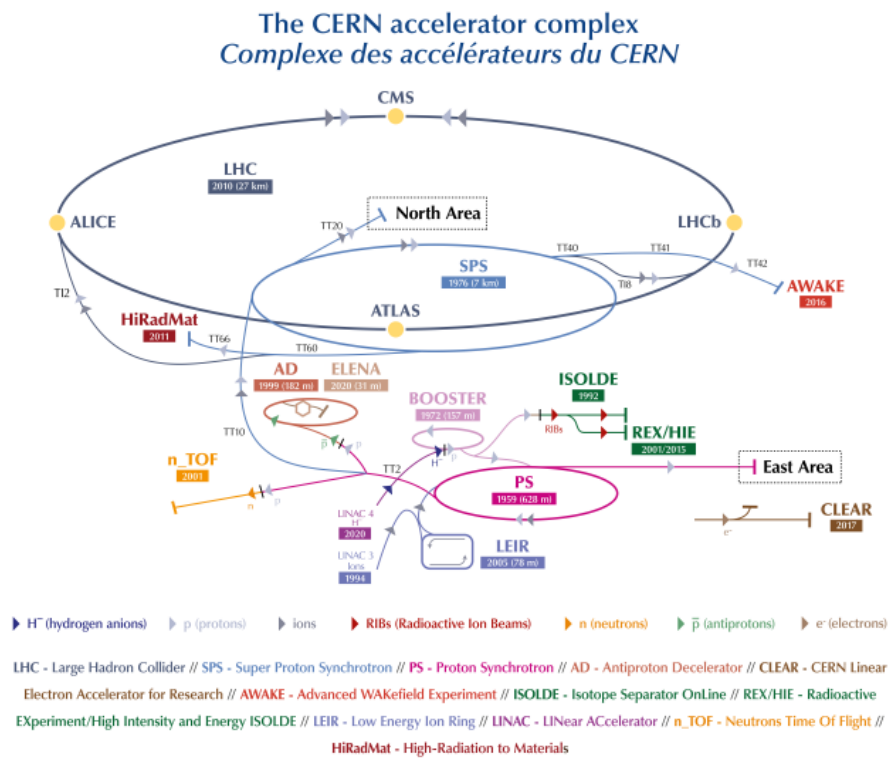 The CERN accelerator complex
Complexe des accélérateurs du CERN
CMS
LHC
2010 (27 km)
ALICE
TT20
North Area
LHCb
TT40
TT41
SPS
1976 (7 km)
TI8
TT42
AWAKE
2016
TI2
HiRadMat
2011
ATLAS
TT66
TT60
AD
1999 (182 m)
ELENA
2020 (31 m)
BOOSTER
1972 (157 m)
ISOLDE
1992
RIBs
REX/HIE
2001/2015
TT10
p̅
p
H⁻
p
n_TOF
2001
TT2
East Area
PS
1959 (628 m)
n
p
LINAC 4
H⁻
2020
CLEAR
2017
e⁻
LINAC 3
Ions
1994
LEIR
2005 (78 m)
H⁻ (hydrogen anions)
p (protons)
ions
RIBs (Radioactive Ion Beams)
n (neutrons)
p̅ (antiprotons)
e⁻ (electrons)
LHC - Large Hadron Collider // SPS - Super Proton Synchrotron // PS - Proton Synchrotron // AD - Antiproton Decelerator // CLEAR - CERN Linear
Electron Accelerator for Research // AWAKE - Advanced WAKefield Experiment // ISOLDE - Isotope Separator OnLine // REX/HIE - Radioactive
EXperiment/High Intensity and Energy ISOLDE // LEIR - Low Energy Ion Ring // LINAC - LINear ACcelerator // n_TOF - Neutrons Time Of Flight //
HiRadMat - High-Radiation to Materials